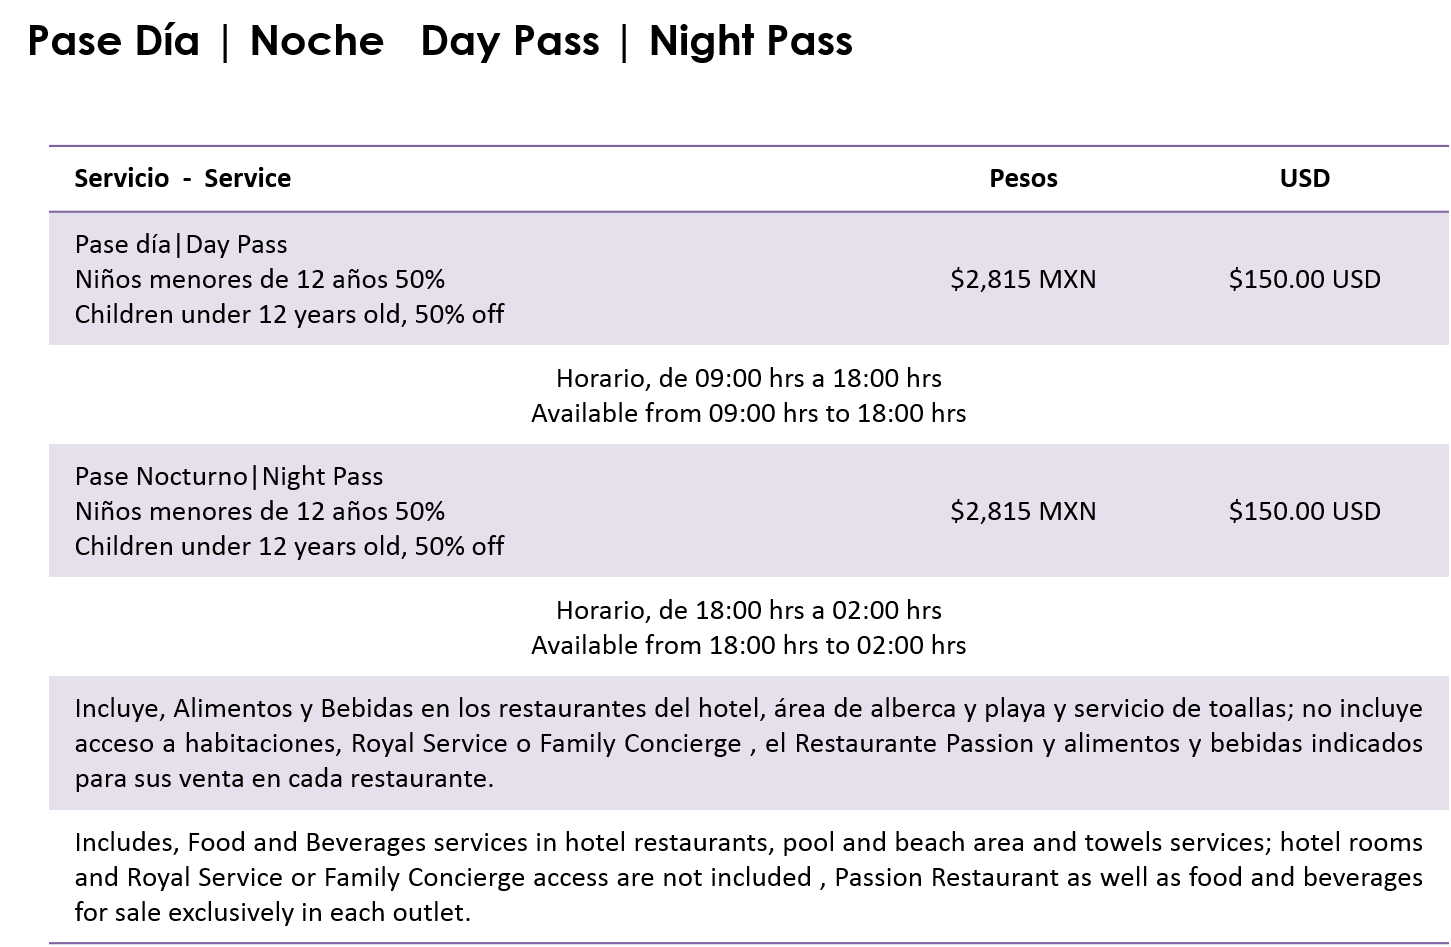 Pase Día | Noche   Day Pass | Night Pass
Servicio  -  Service   Pesos   USD
Pase día|Day Pass
Niños menores de 12 años 50%   $2,815 MXN   $150.00 USD
Children under 12 years old, 50% off
Horario, de 09:00 hrs a 18:00 hrs
Available from 09:00 hrs to 18:00 hrs
Pase Nocturno|Night Pass
Niños menores de 12 años 50%   $2,815 MXN   $150.00 USD
Children under 12 years old, 50% off
Horario, de 18:00 hrs a 02:00 hrs
Available from 18:00 hrs to 02:00 hrs
Incluye, Alimentos y Bebidas en los restaurantes del hotel, área de alberca y playa y servicio de toallas; no incluye
acceso a habitaciones, Royal Service o Family Concierge , el Restaurante Passion y alimentos y bebidas indicados
para sus venta en cada restaurante.
Includes, Food and Beverages services in hotel restaurants, pool and beach area and towels services; hotel rooms
and Royal Service or Family Concierge access are not included , Passion Restaurant as well as food and beverages
for sale exclusively in each outlet.